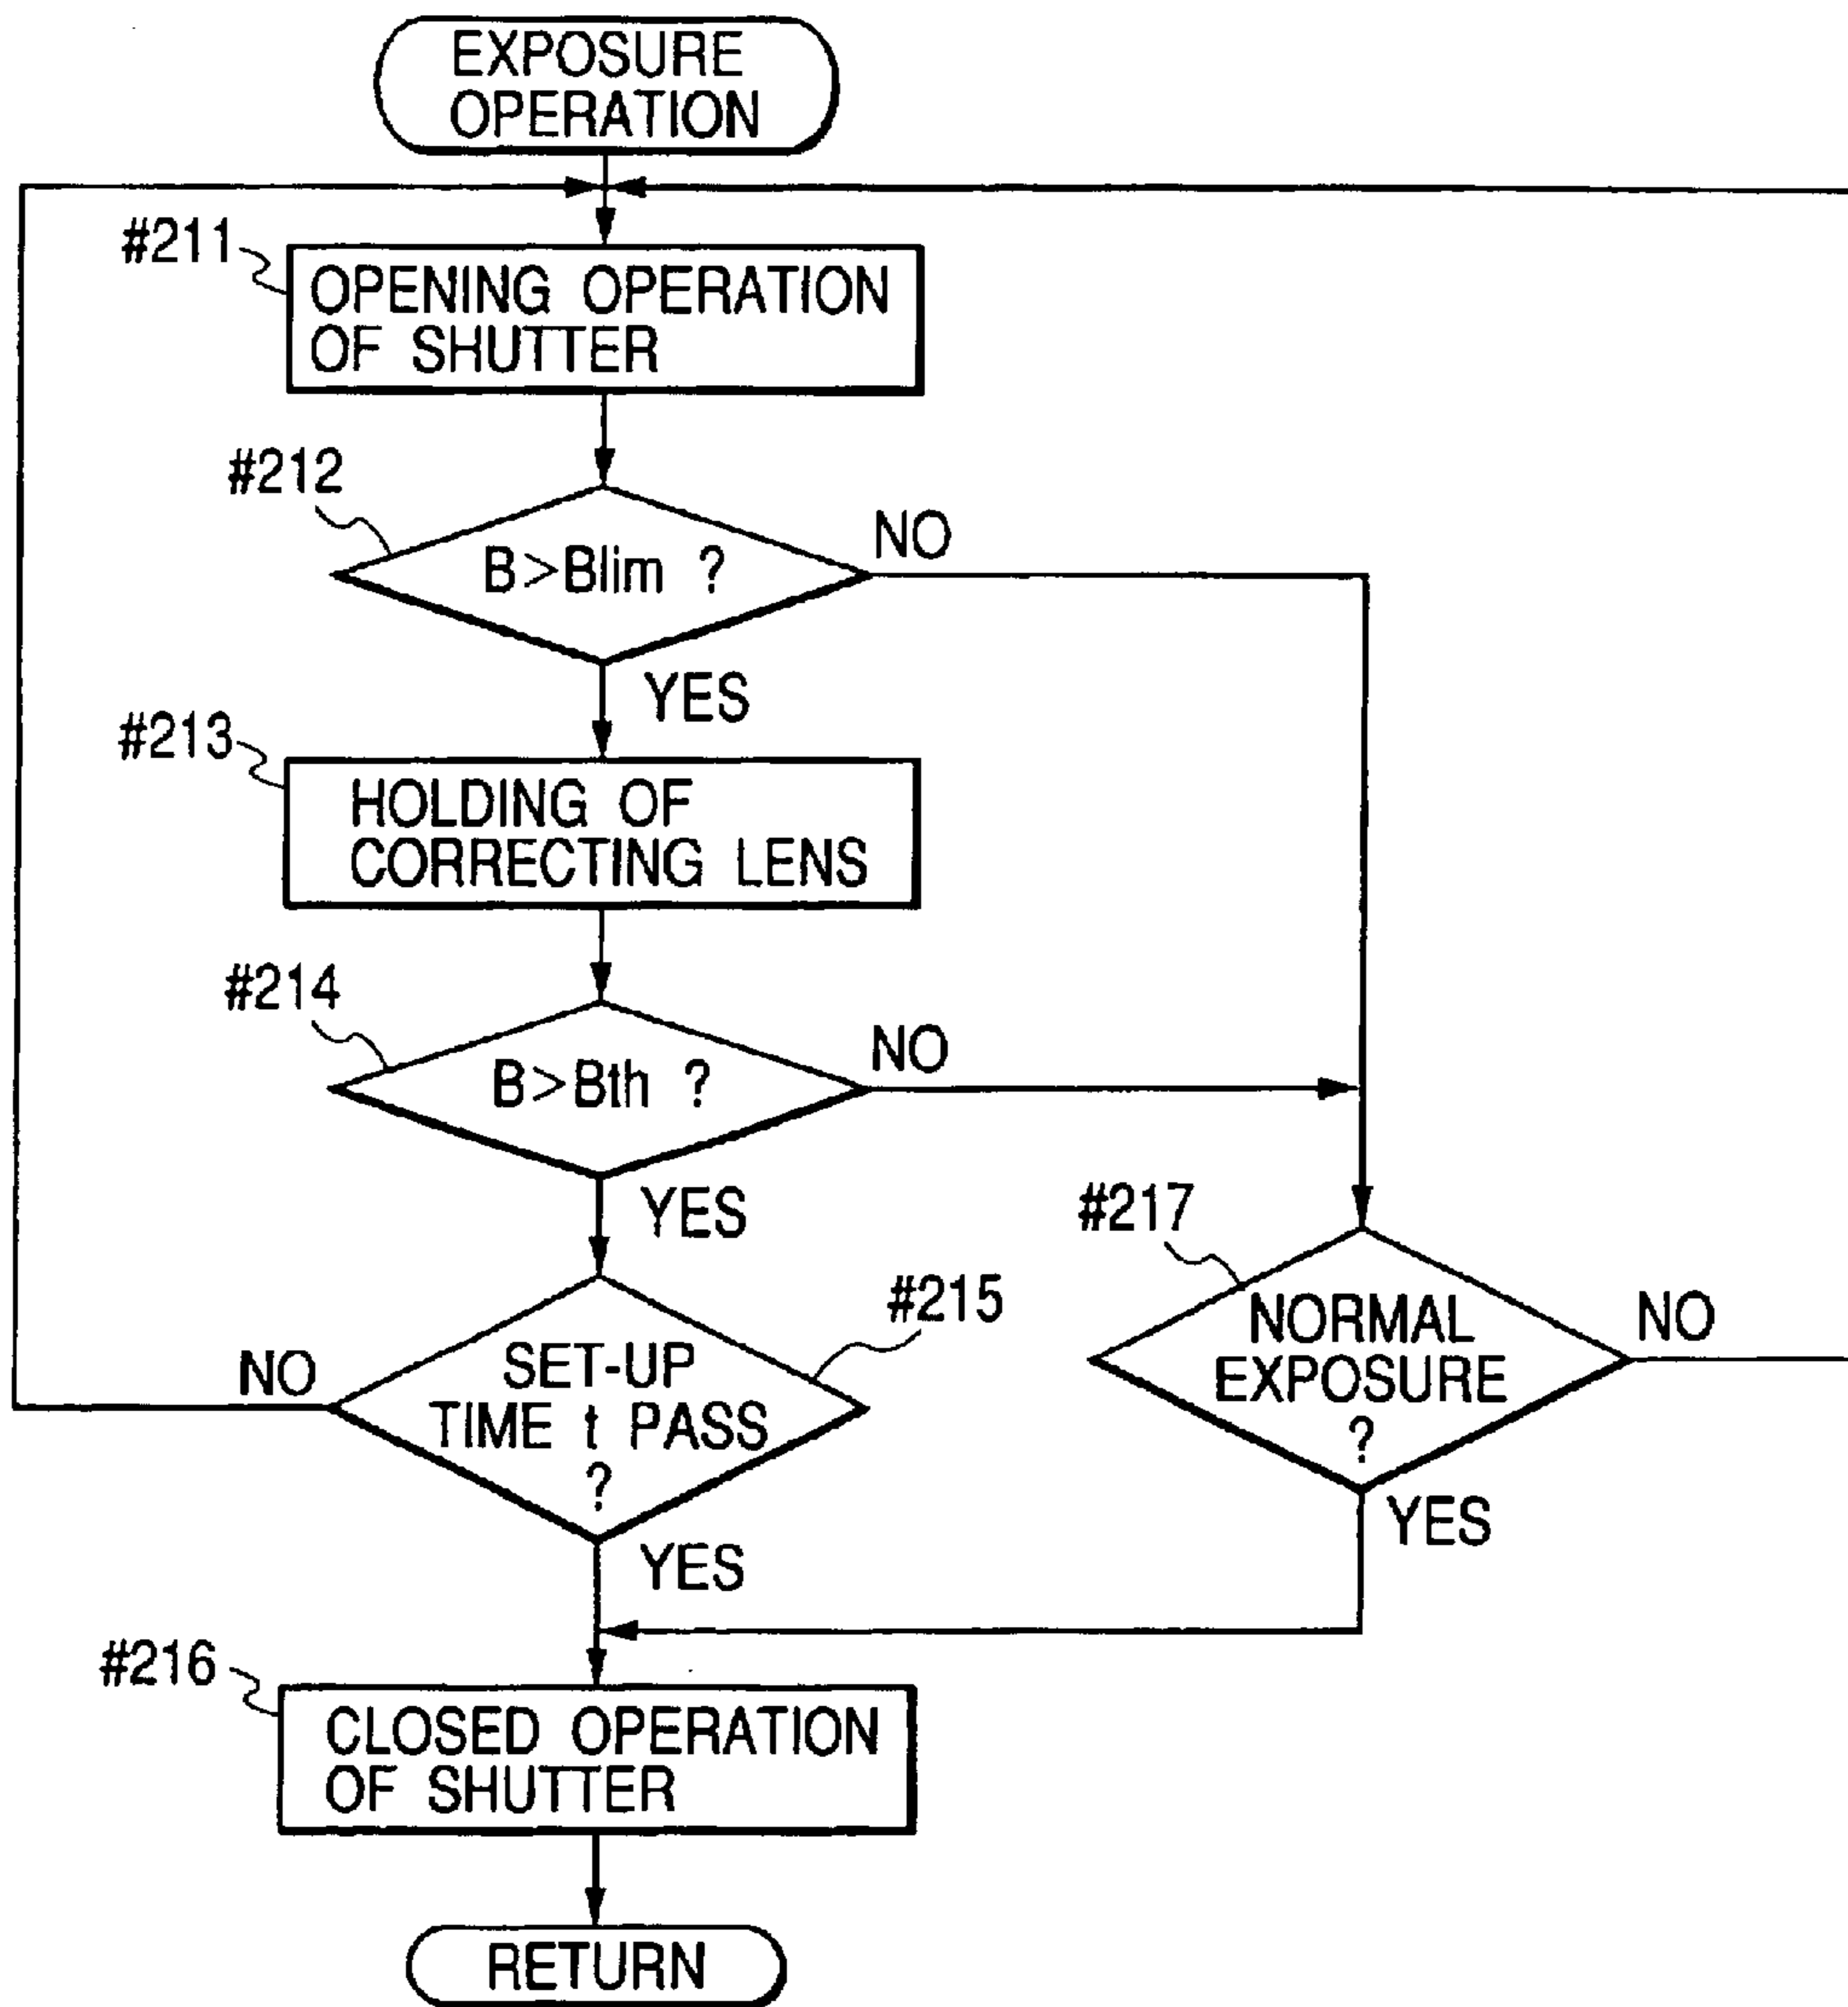 EXPOSURE
OPERATION
#211
OPENING OPERATION
OF SHUTTER
#212
B>Blim ?
NO
YES
#213
HOLDING OF
CORRECTING LENS
#214
B>Bth ?
NO
YES
#215
SET-UP
TIME t PASS
?
NO
YES
#217
NORMAL
EXPOSURE
?
NO
YES
#216
CLOSED OPERATION
OF SHUTTER
RETURN